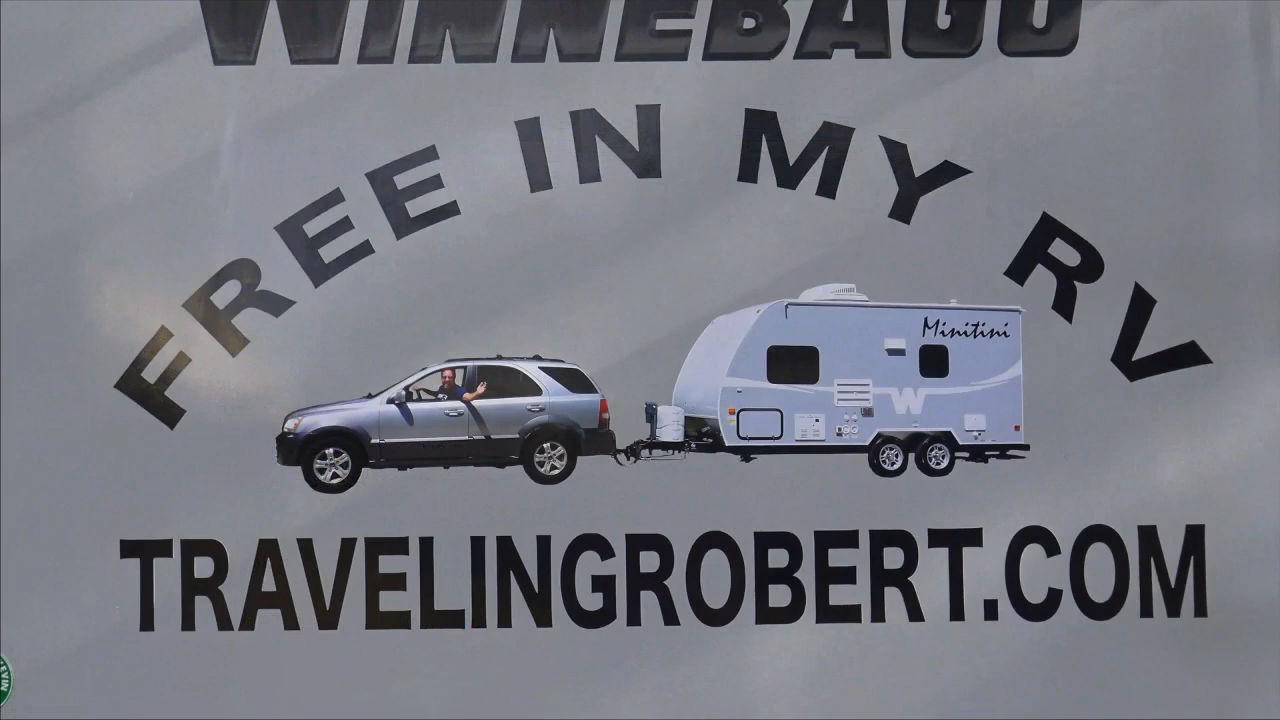 WINNEBAGO
FREE IN MY RV
Minitini
W
TRAVELINGROBERT.COM